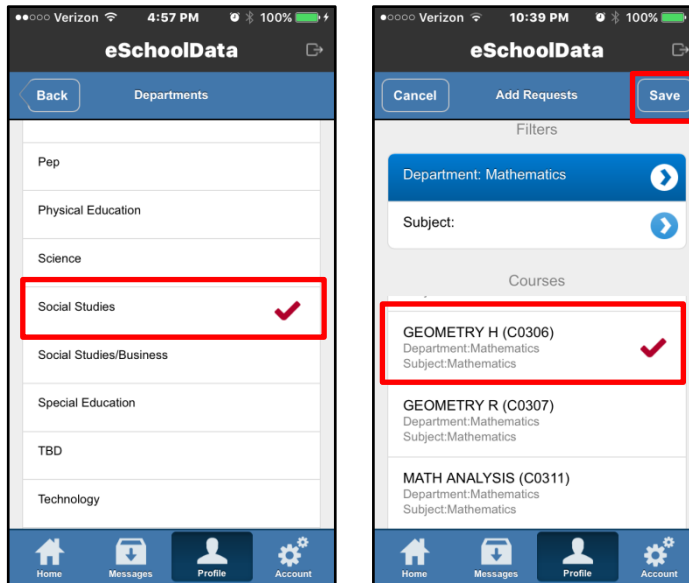 Verizon 4:57 PM 100%
eSchoolData
Back Departments
Pep
Physical Education
Science
Social Studies
Social Studies/Business
Special Education
TBD
Technology
Home Messages Profile Account
Verizon 10:39 PM 100%
eSchoolData
Cancel Add Requests Save
Filters
Department: Mathematics
Subject:
Courses
GEOMETRY H (C0306)
Department:Mathematics
Subject:Mathematics
GEOMETRY R (C0307)
Department:Mathematics
Subject:Mathematics
MATH ANALYSIS (C0311)
Department:Mathematics
Subject:Mathematics
Home Messages Profile Account